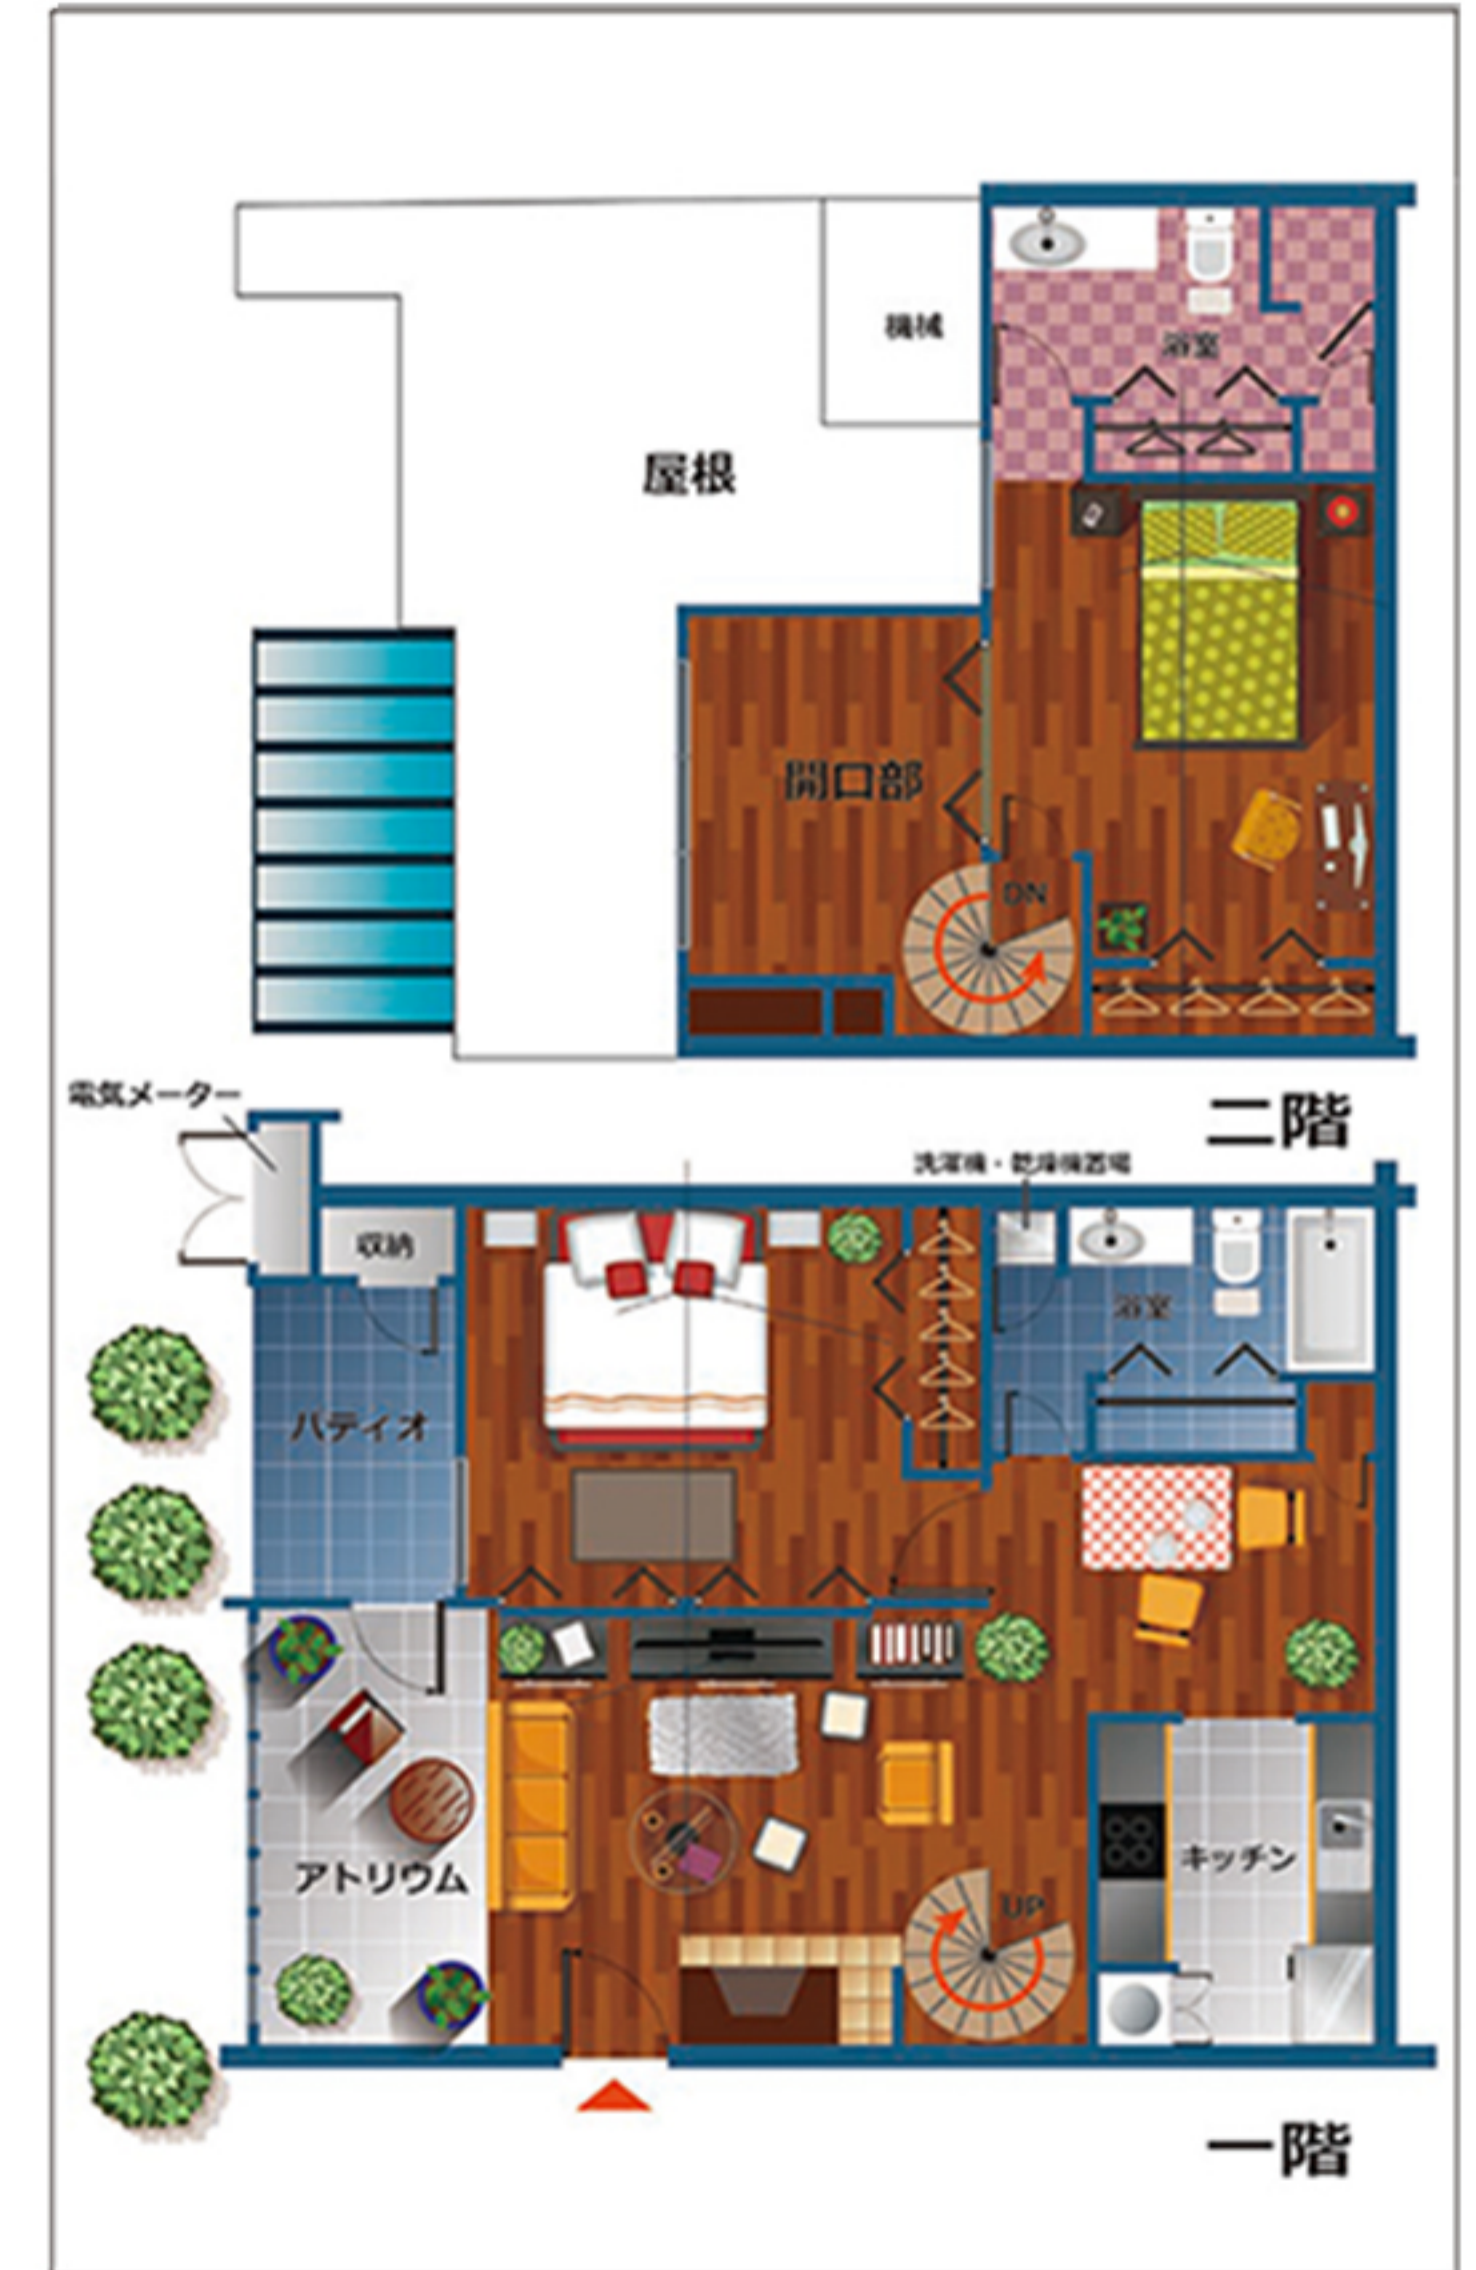 機械
浴室
屋根
開口部
DN
二階
電気メーター
洗濯機・乾燥機置場
収納
浴室
パティオ
アトリウム
UP
キッチン
一階